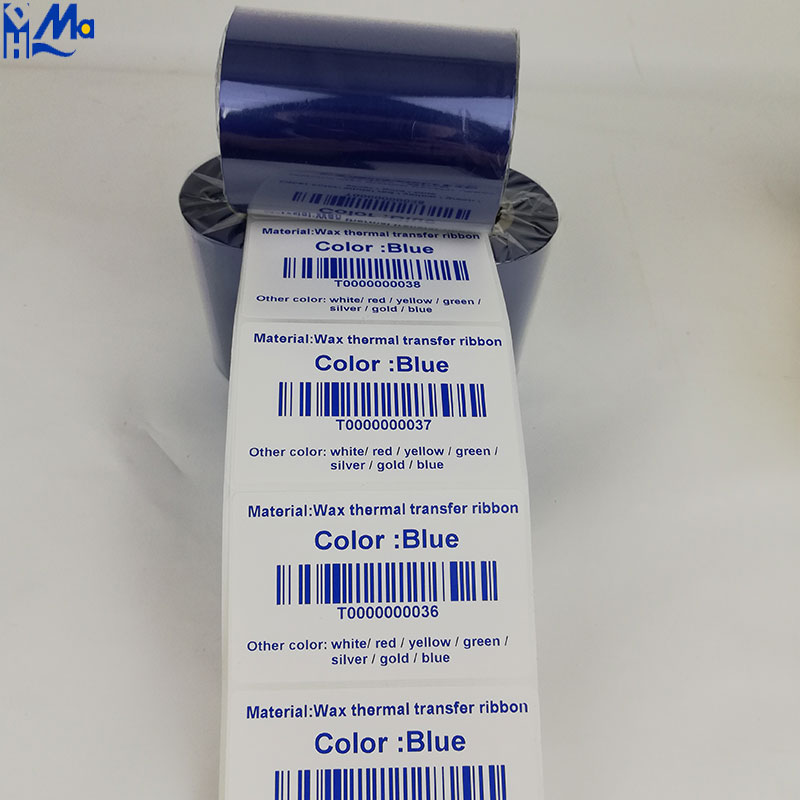 Ma
Material:Wax thermal transfer ribbon
Color :Blue
T0000000038
Other color: white/ red / yellow / green /
silver / gold / blue
Material:Wax thermal transfer ribbon
Color :Blue
T0000000037
Other color: white/ red / yellow / green /
silver / gold / blue
Material:Wax thermal transfer ribbon
Color :Blue
T0000000036
Other color: white/ red / yellow / green /
silver / gold / blue
Material:Wax thermal transfer ribbon
Color :Blue